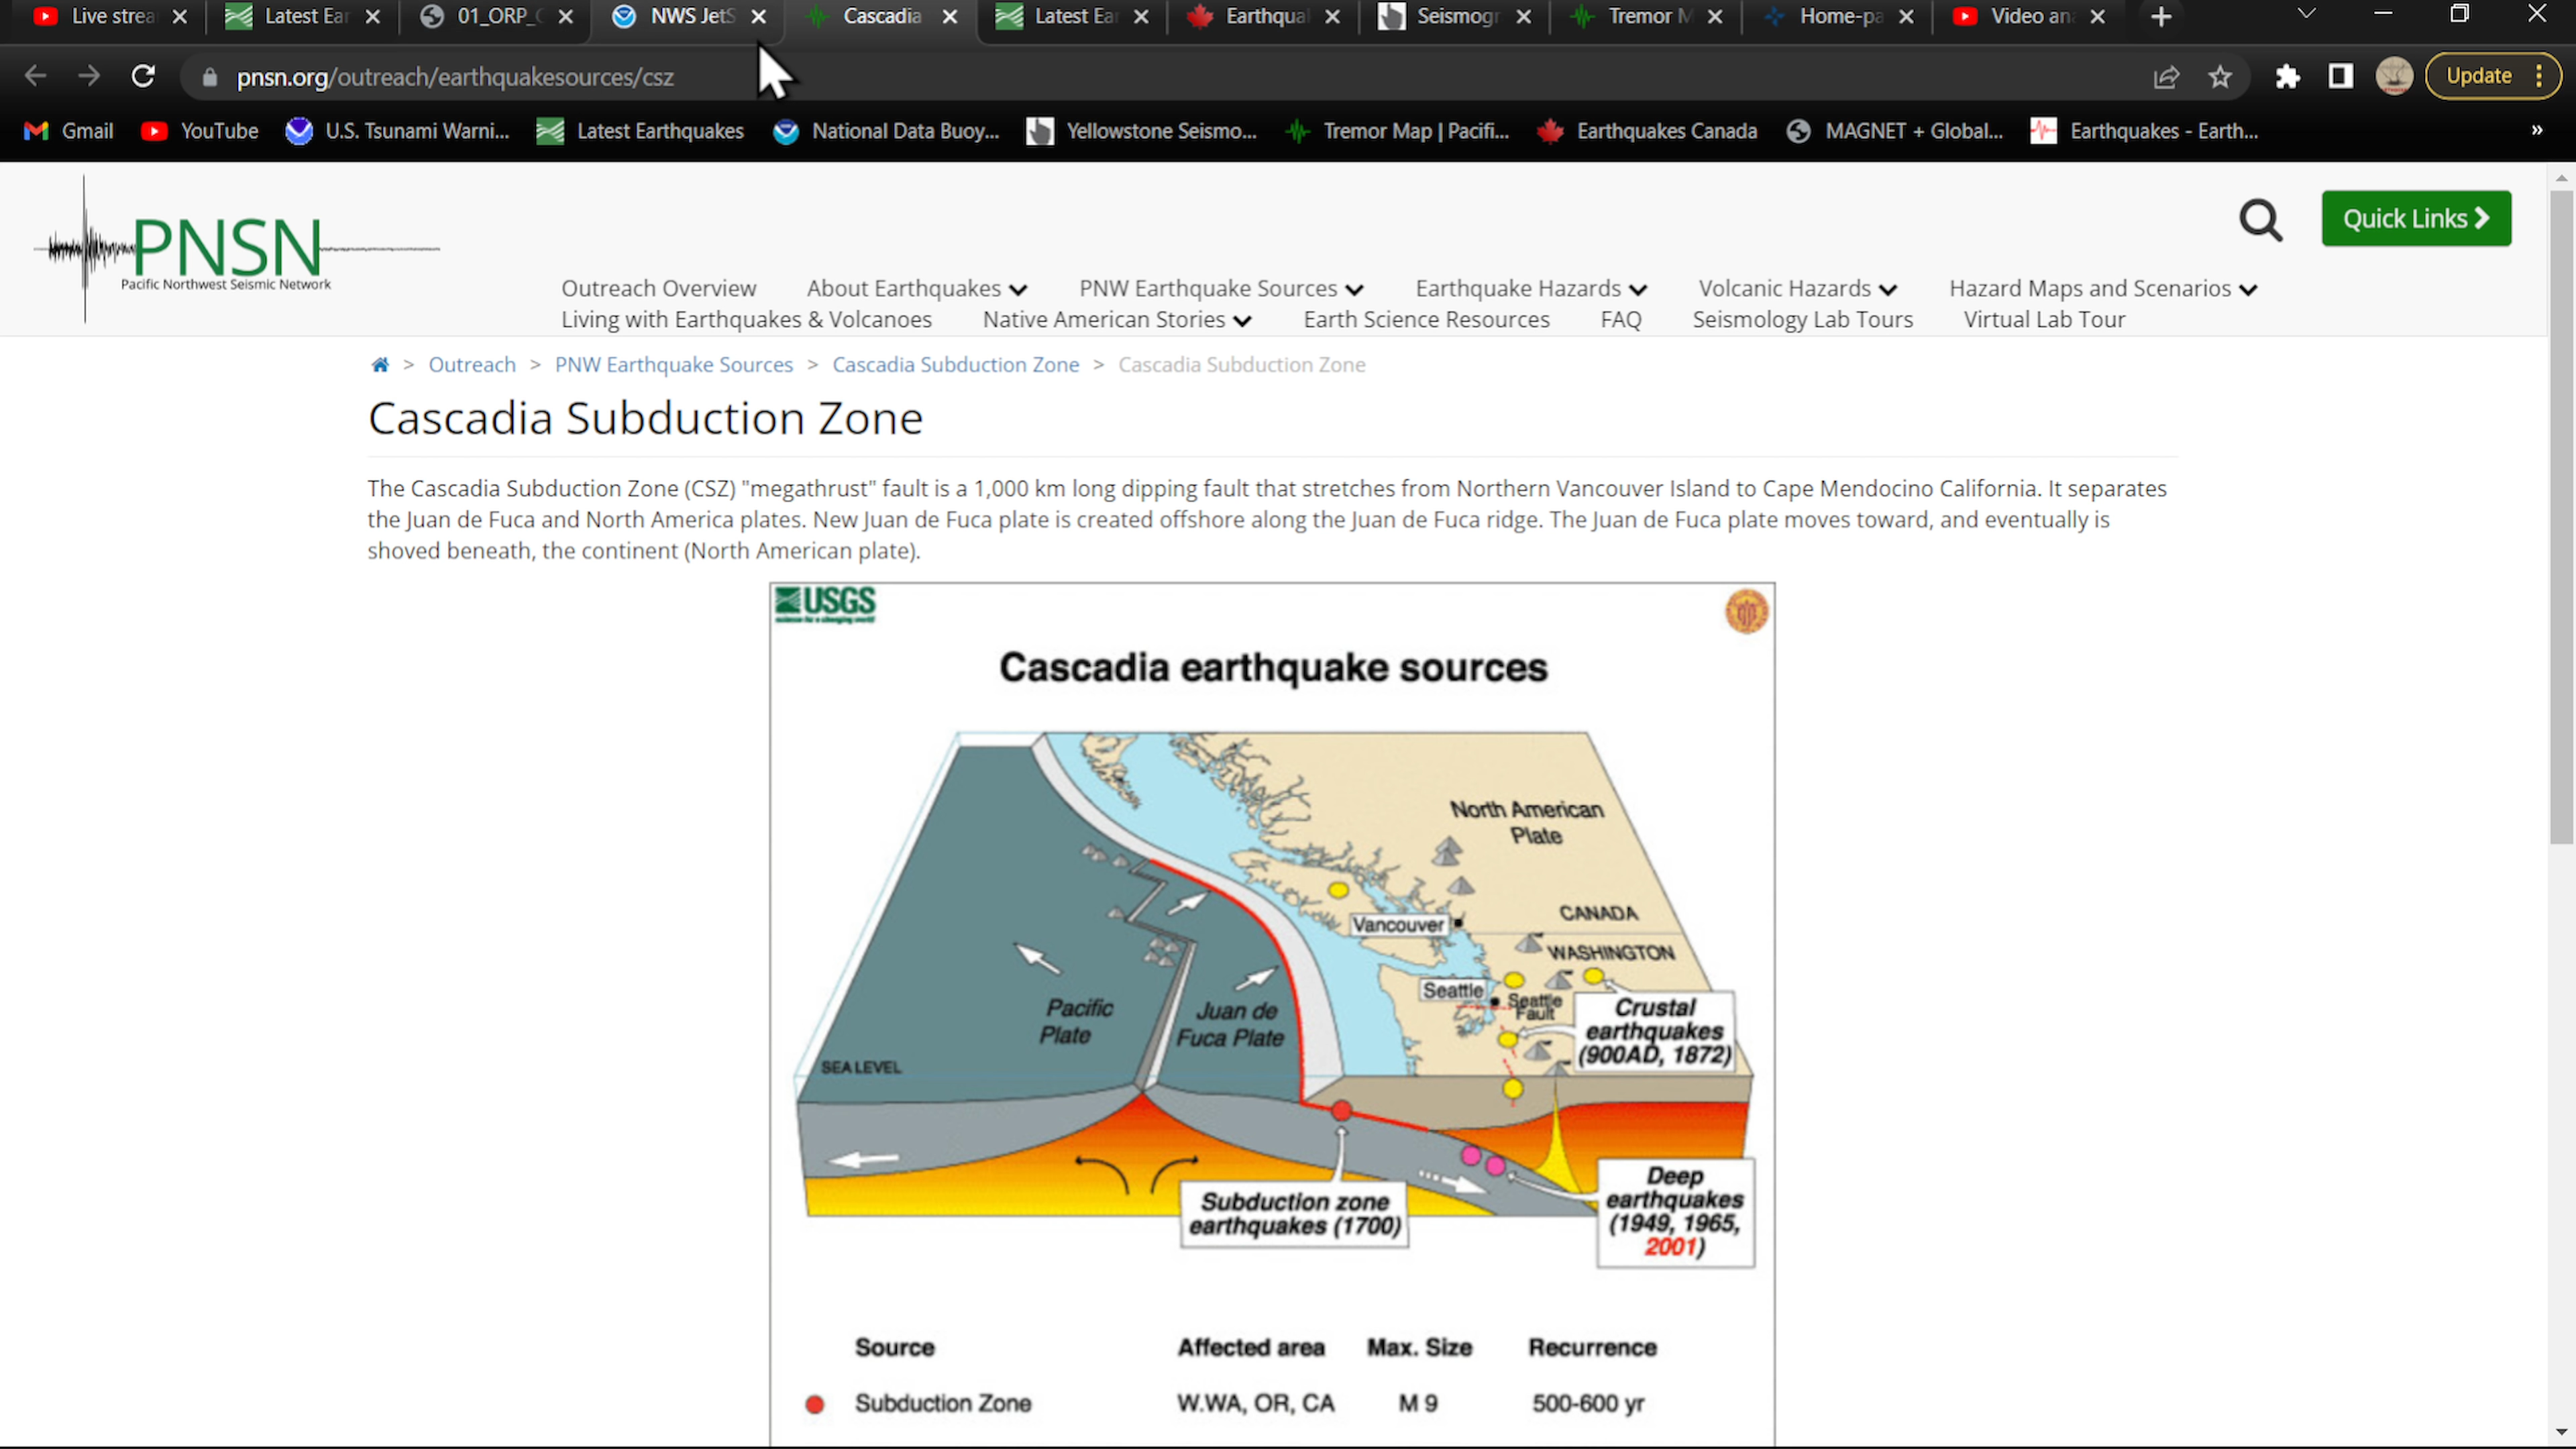 Live strea
Latest Ear
01_ORP_
NWS JetS
Cascadia
Latest Ear
Earthqual
Seismogr
Tremor M
Home-pa
Video an
pnsn.org/outreach/earthquakesources/csz
Update
Gmail
YouTube
U.S. Tsunami Warni...
Latest Earthquakes
National Data Buoy...
Yellowstone Seismo...
Tremor Map | Pacifi...
Earthquakes Canada
MAGNET + Global...
Earthquakes - Earth...
»
PNSN
Pacific Northwest Seismic Network
Quick Links
Outreach Overview About Earthquakes PNW Earthquake Sources Earthquake Hazards Volcanic Hazards Hazard Maps and Scenarios
Living with Earthquakes & Volcanoes Native American Stories Earth Science Resources FAQ Seismology Lab Tours Virtual Lab Tour
> Outreach > PNW Earthquake Sources > Cascadia Subduction Zone > Cascadia Subduction Zone
Cascadia Subduction Zone
The Cascadia Subduction Zone (CSZ) "megathrust" fault is a 1,000 km long dipping fault that stretches from Northern Vancouver Island to Cape Mendocino California. It separates
the Juan de Fuca and North America plates. New Juan de Fuca plate is created offshore along the Juan de Fuca ridge. The Juan de Fuca plate moves toward, and eventually is
shoved beneath, the continent (North American plate).
USGS
science for a changing world
Cascadia earthquake sources
North American
Plate
CANADA
Vancouver
WASHINGTON
Seattle
Seattle
Fault
Crustal
earthquakes
(900AD, 1872)
Pacific
Plate
Juan de
Fuca Plate
SEA LEVEL
Subduction zone
earthquakes (1700)
Deep
earthquakes
(1949, 1965,
2001)
Source Affected area Max. Size Recurrence
Subduction Zone W.WA, OR, CA M 9 500-600 yr